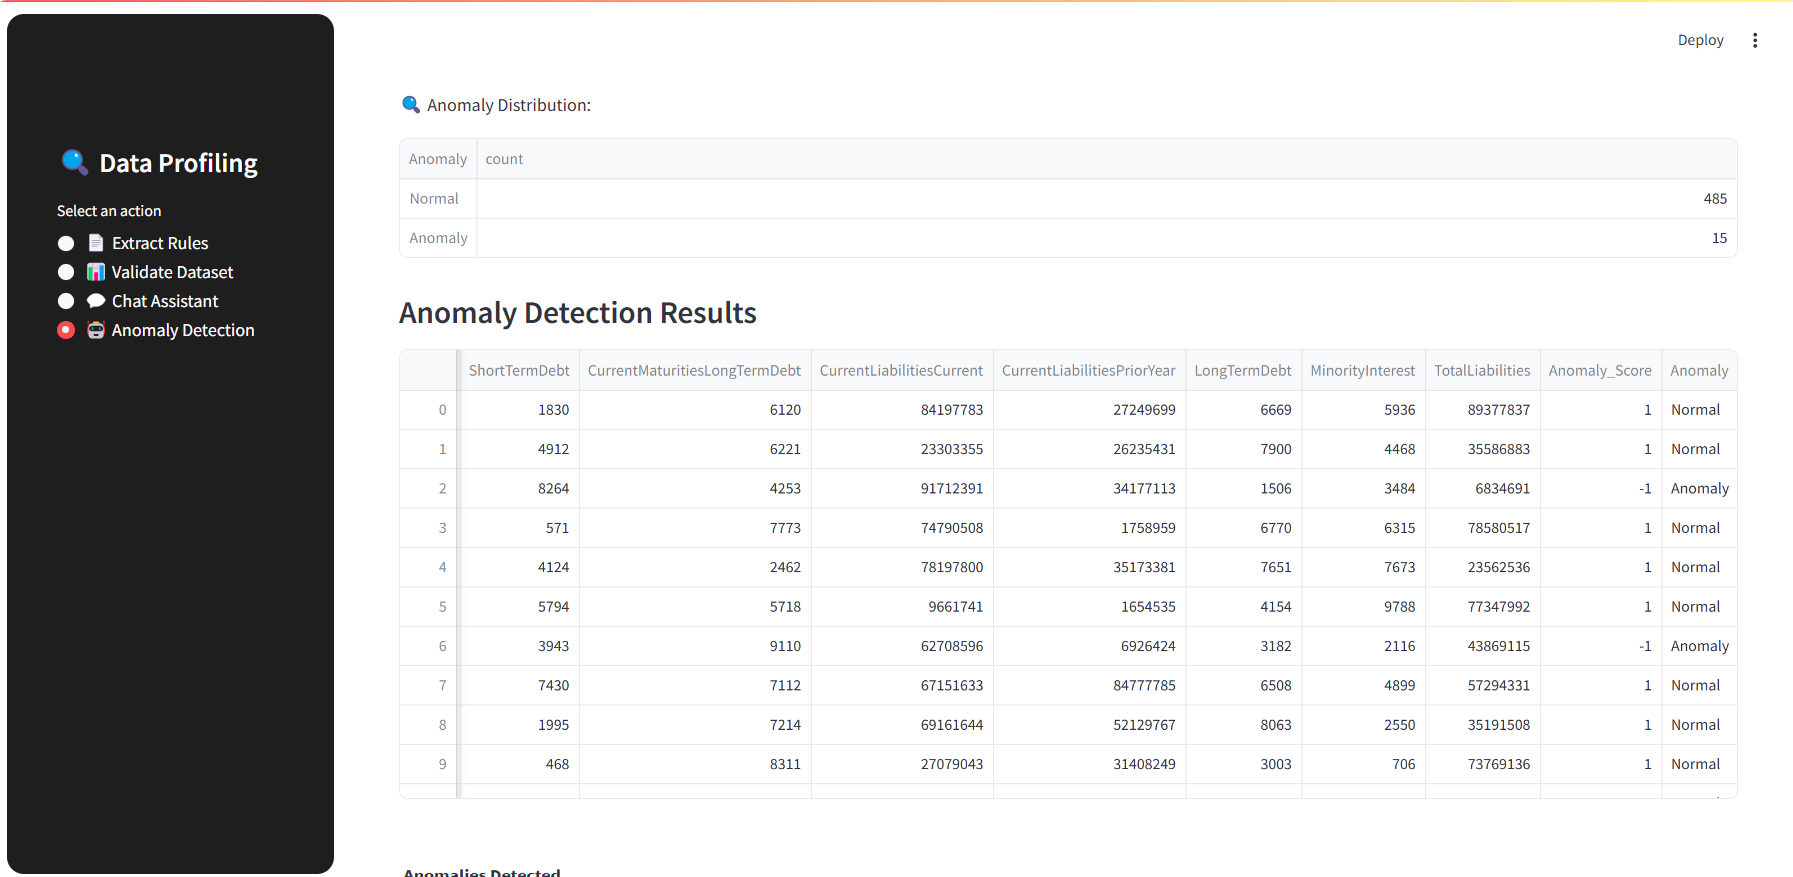 Deploy
Data Profiling
Select an action
Extract Rules
Validate Dataset
Chat Assistant
Anomaly Detection
Anomaly Distribution:
Anomaly count
Normal 485
Anomaly 15
Anomaly Detection Results
ShortTermDebt CurrentMaturitiesLongTermDebt CurrentLiabilitiesCurrent CurrentLiabilitiesPriorYear LongTermDebt MinorityInterest TotalLiabilities Anomaly_Score Anomaly
0 1830 6120 84197783 27249699 6669 5936 89377837 1 Normal
1 4912 6221 23303355 26235431 7900 4468 35586883 1 Normal
2 8264 4253 91712391 34177113 1506 3484 6834691 -1 Anomaly
3 571 7773 74790508 1758959 6770 6315 78580517 1 Normal
4 4124 2462 78197800 35173381 7651 7673 23562536 1 Normal
5 5794 5718 9661741 1654535 4154 9788 77347992 1 Normal
6 3943 9110 62708596 6926424 3182 2116 43869115 -1 Anomaly
7 7430 7112 67151633 84777785 6508 4899 57294331 1 Normal
8 1995 7214 69161644 52129767 8063 2550 35191508 1 Normal
9 468 8311 27079043 31408249 3003 706 73769136 1 Normal
Anomalies Detected